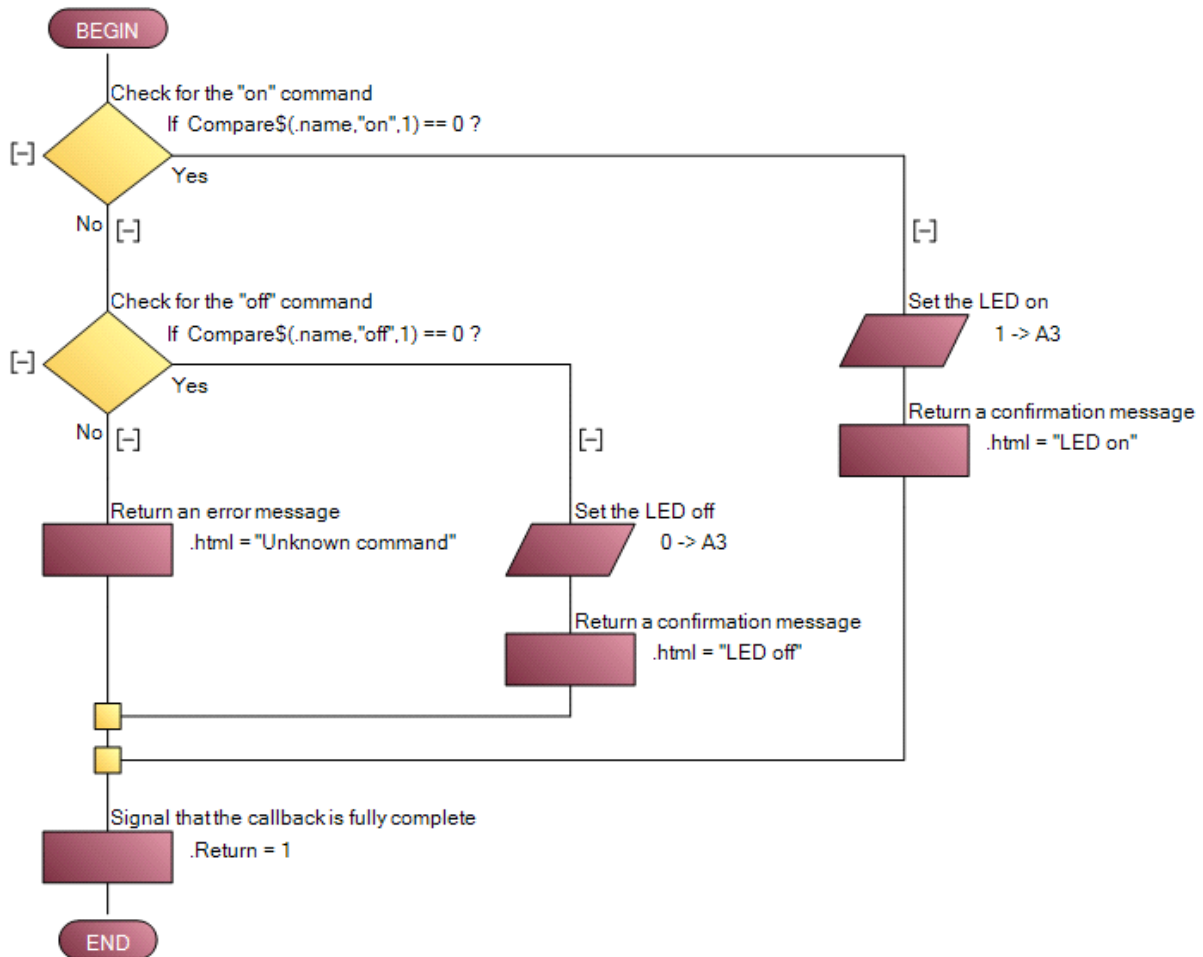 BEGIN
Check for the "on" command
If Compare$(.name,"on",1) == 0 ?
[-]
Yes
No
[-]
[-]
Check for the "off" command
If Compare$(.name,"off",1) == 0 ?
[-]
Yes
No
[-]
[-]
Set the LED on
1 -> A3
Return a confirmation message
.html = "LED on"
Return an error message
.html = "Unknown command"
Set the LED off
0 -> A3
Return a confirmation message
.html = "LED off"
Signal that the callback is fully complete
.Return = 1
END